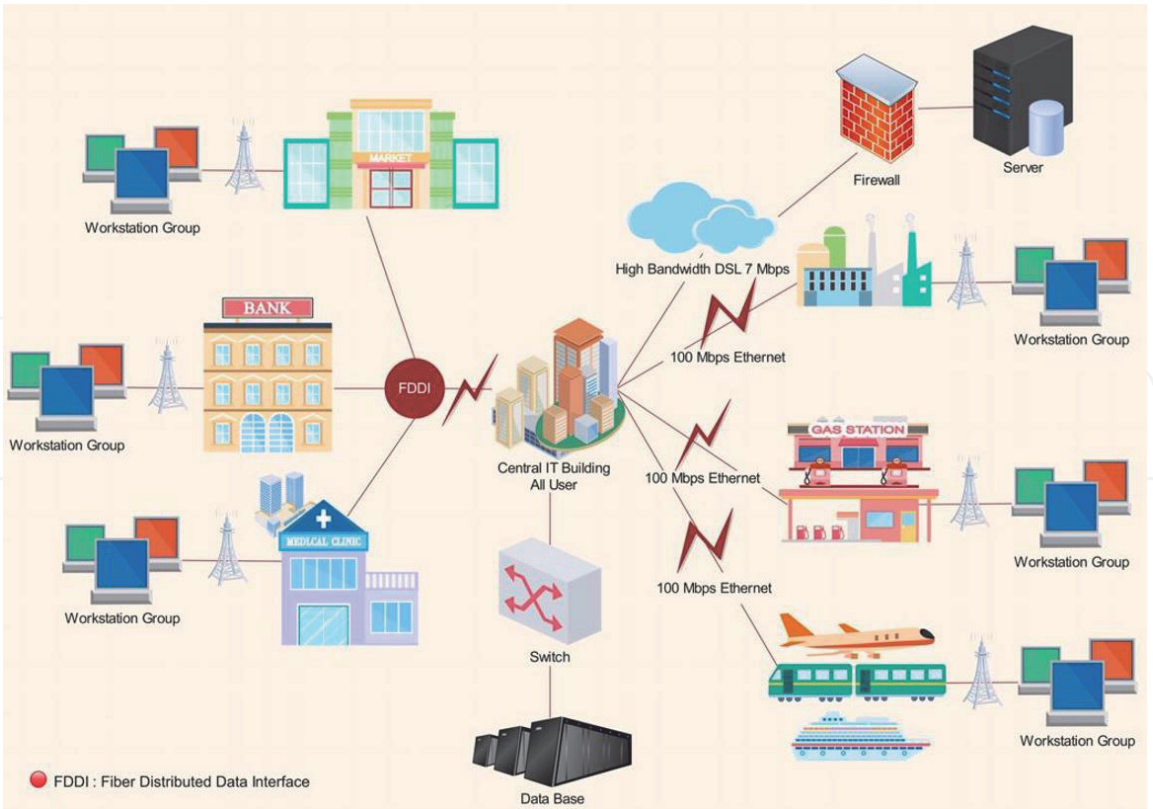 MARKET
Workstation Group
Firewall
Server
High Bandwidth DSL 7 Mbps
Workstation Group
100 Mbps Ethernet
BANK
Workstation Group
FDDI
Central IT Building
All User
GAS STATION
100 Mbps Ethernet
Workstation Group
MEDICAL CLINIC
Workstation Group
100 Mbps Ethernet
Switch
Workstation Group
Data Base
FDDI : Fiber Distributed Data Interface